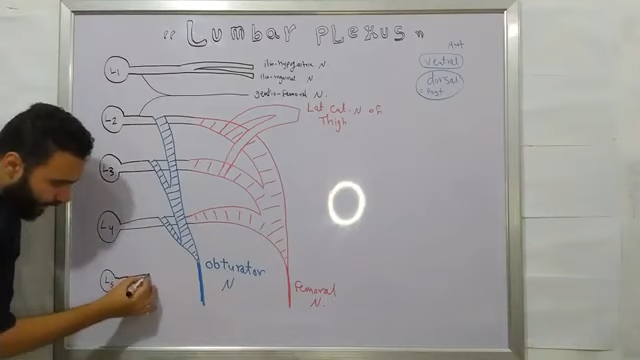 " Lumbar PLEXUS "
Ant
ventral
dorsal
L1
ilio-hypogastric N.
ilio-inguinal N
genito-Femoral N.
L2
Lat Cut. N of
Thigh
L3
L4
obturator
N
Femoral
N.
L5